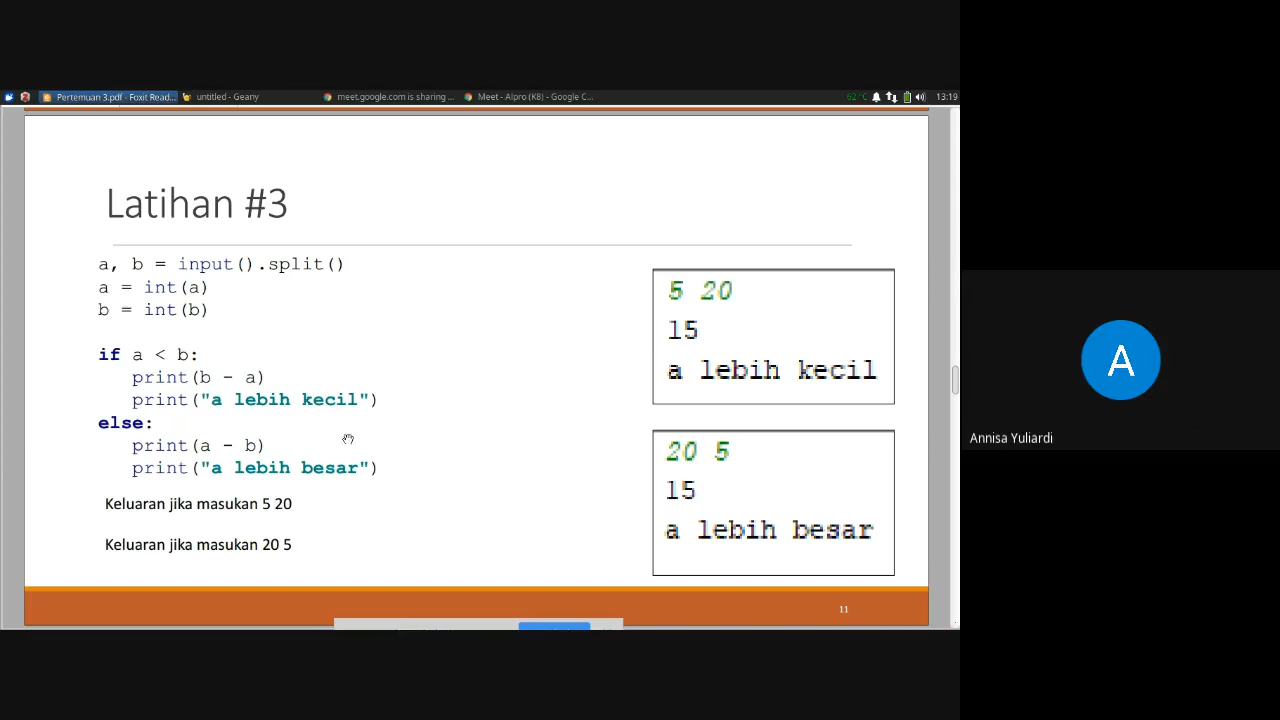 Pertemuan 3.pdf - Foxit Read...
untitled - Geany
meet.google.com is sharing ...
Meet - Alpro (K8) - Google C...
62 °C
13:19
Latihan #3
a, b = input().split()
a = int(a)
b = int(b)
if a < b:
print(b - a)
print("a lebih kecil")
else:
print(a - b)
print("a lebih besar")
Keluaran jika masukan 5 20
Keluaran jika masukan 20 5
5 20
15
a lebih kecil
20 5
15
a lebih besar
11
A
Annisa Yuliardi